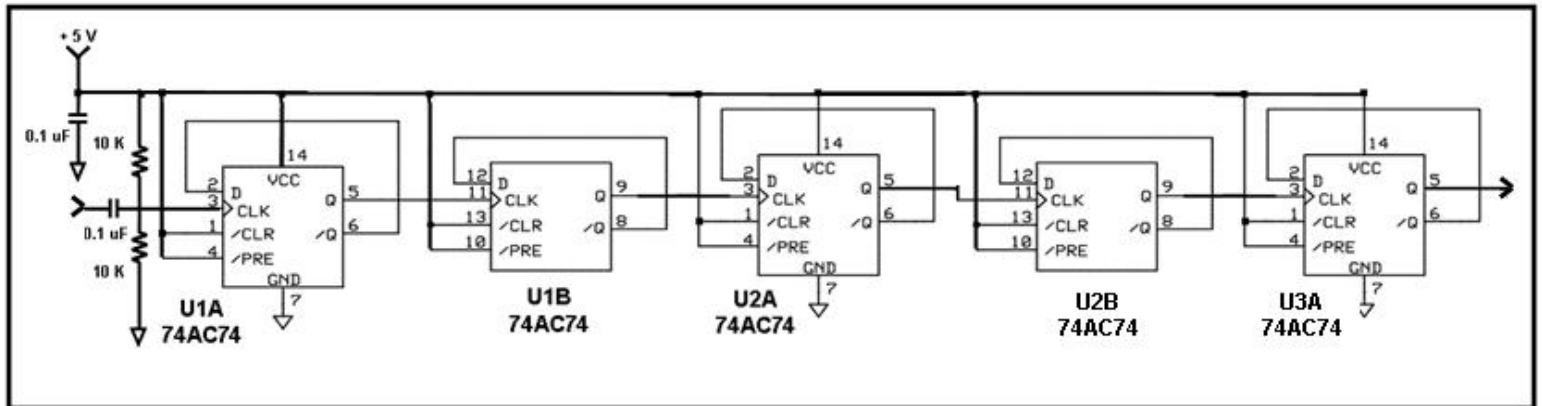 + 5 V
0.1 uF
10 K
0.1 uF
10 K
14
VCC
2
D
3
CLK
1
/CLR
4
/PRE
Q
5
/Q
6
GND
7
U1A
74AC74
12
D
11
CLK
13
/CLR
10
/PRE
Q
9
/Q
8
U1B
74AC74
14
VCC
2
D
3
CLK
1
/CLR
4
/PRE
Q
5
/Q
6
GND
7
U2A
74AC74
12
D
11
CLK
13
/CLR
10
/PRE
Q
9
/Q
8
U2B
74AC74
14
VCC
2
D
3
CLK
1
/CLR
4
/PRE
Q
5
/Q
6
GND
7
U3A
74AC74